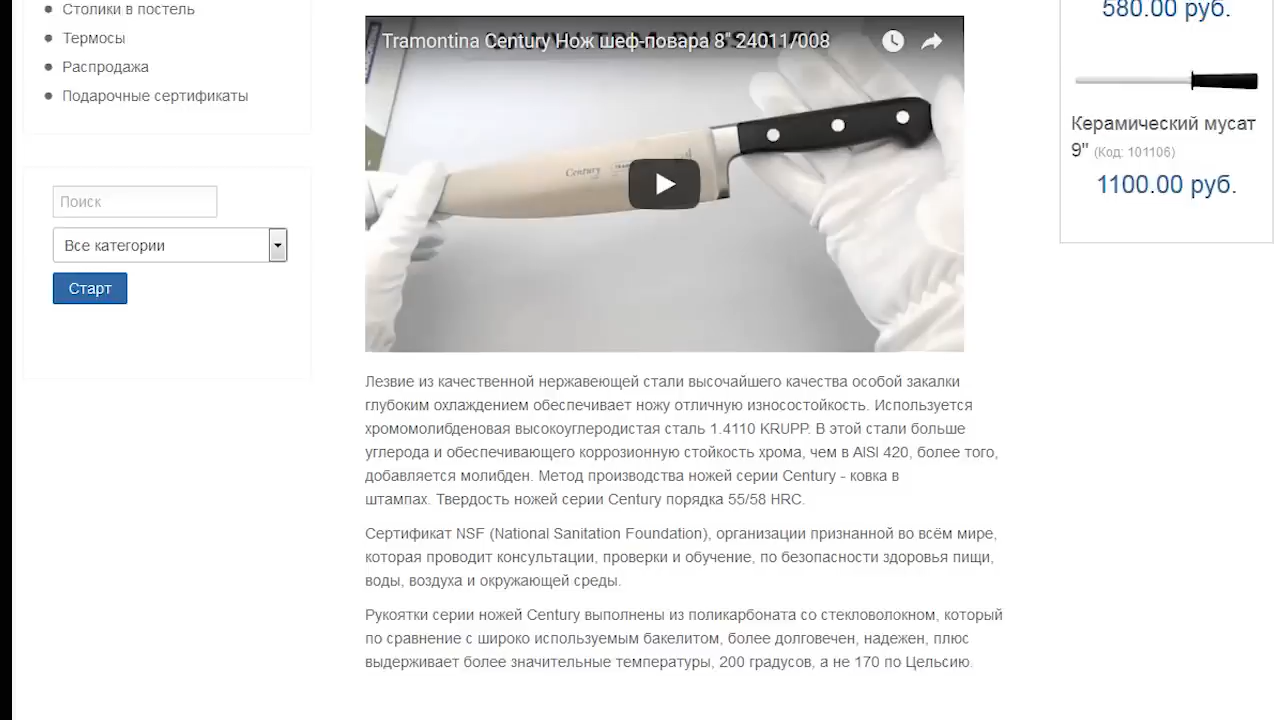 Столики в постель
Термосы
Распродажа
Подарочные сертификаты
Поиск
Все категории
Старт
Tramontina Century Нож шеф-повара 8" 24011/008
Century
Лезвие из качественной нержавеющей стали высочайшего качества особой закалки
глубоким охлаждением обеспечивает ножу отличную износостойкость. Используется
хромомолибденовая высокоуглеродистая сталь 1.4110 KRUPP. В этой стали больше
углерода и обеспечивающего коррозионную стойкость хрома, чем в AISI 420, более того,
добавляется молибден. Метод производства ножей серии Century - ковка в
штампах. Твердость ножей серии Century порядка 55/58 HRC.
Сертификат NSF (National Sanitation Foundation), организации признанной во всём мире,
которая проводит консультации, проверки и обучение, по безопасности здоровья пищи,
воды, воздуха и окружающей среды.
Рукоятки серии ножей Century выполнены из поликарбоната со стекловолокном, который
по сравнение с широко используемым бакелитом, более долговечен, надежен, плюс
выдерживает более значительные температуры, 200 градусов, а не 170 по Цельсию.
580.00 руб.
Керамический мусат
9" (Код: 101106)
1100.00 руб.